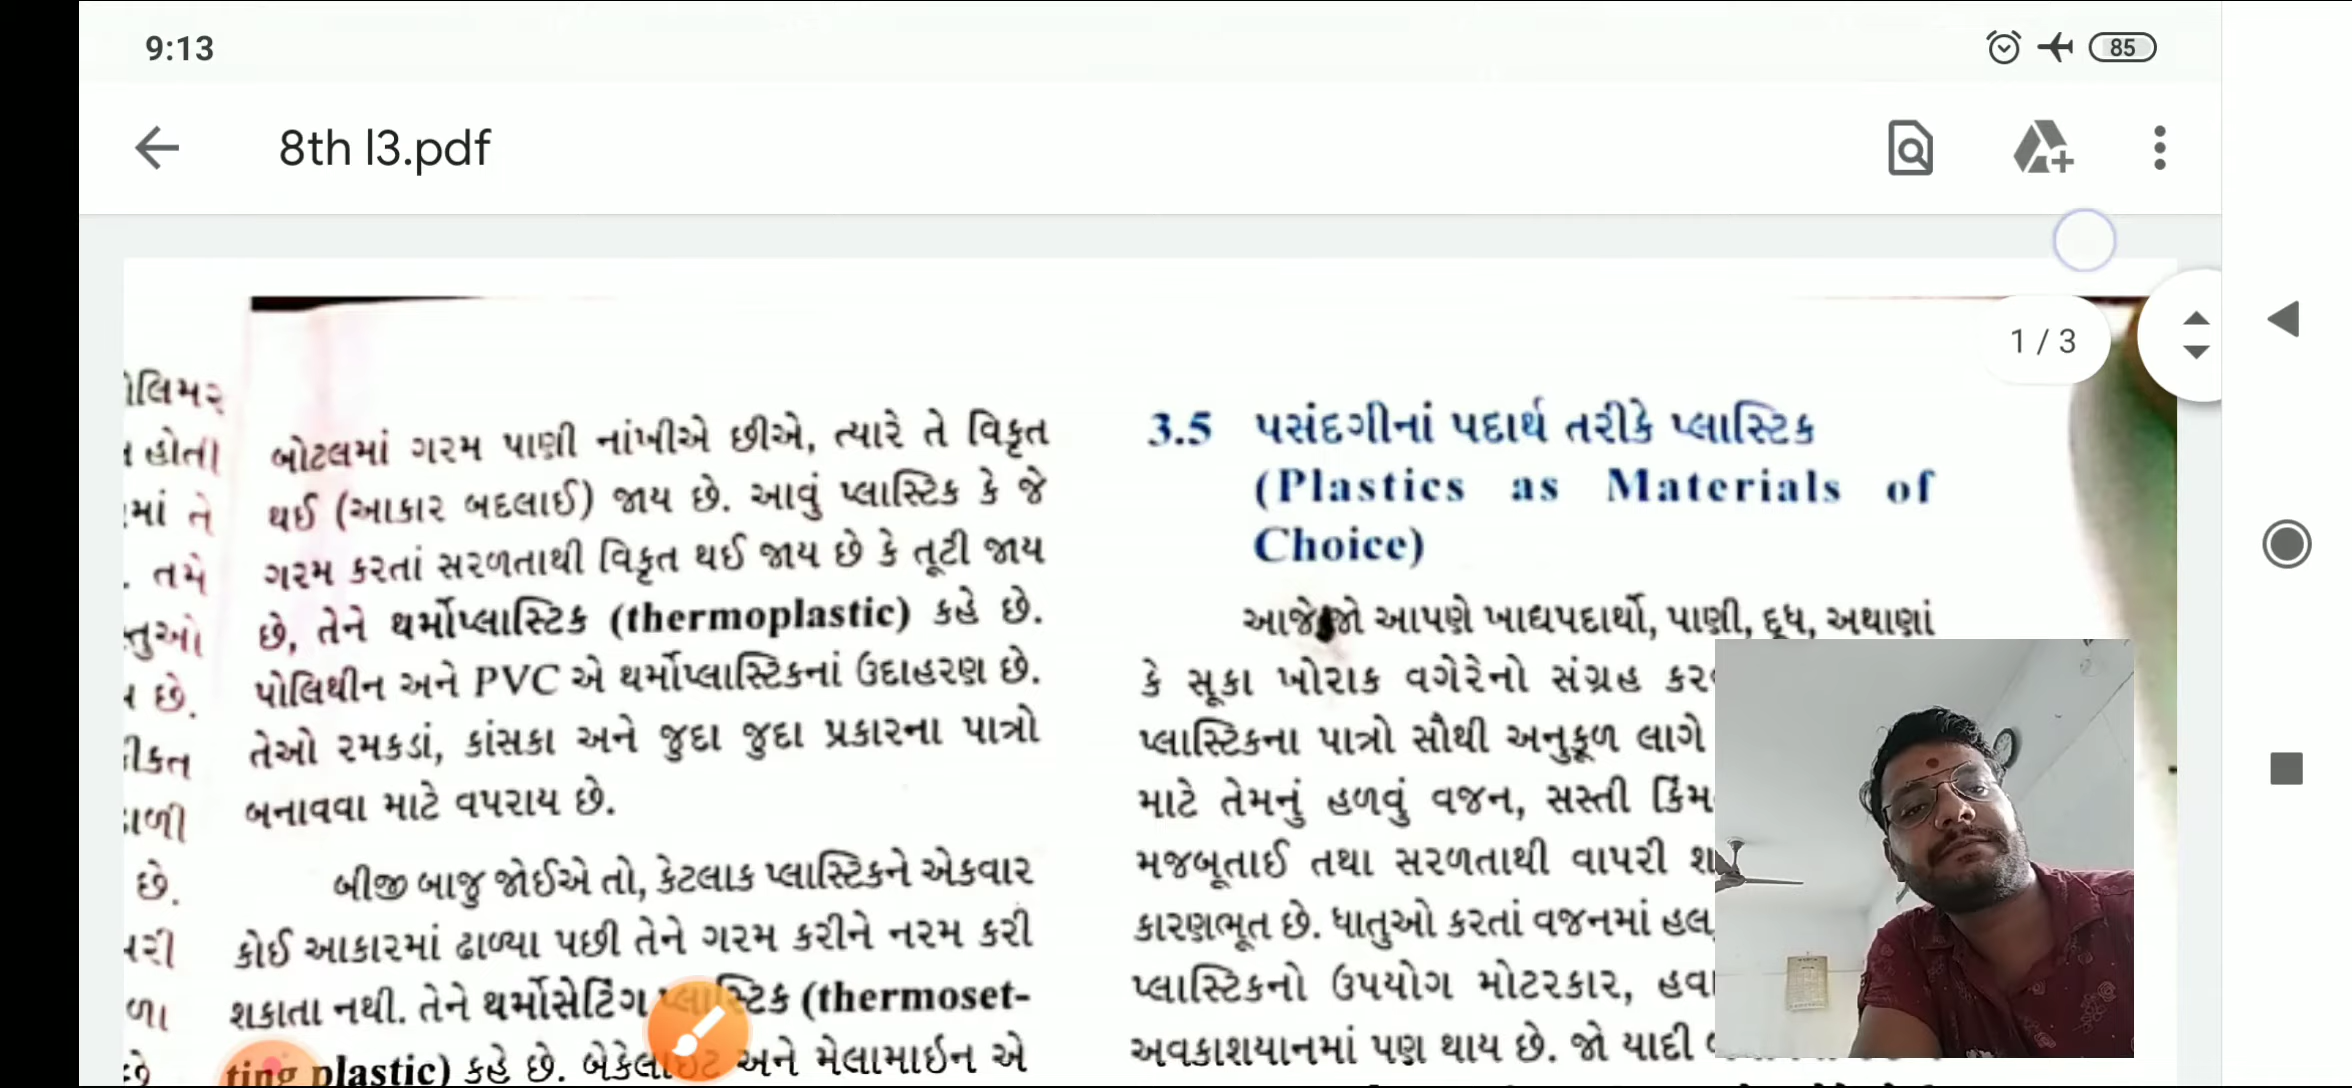 9:13
85
8th l3.pdf
1 / 3
હોતી
માં તે
તમે
છે.
છે.
બોટલમાં ગરમ પાણી નાંખીએ છીએ, ત્યારે તે વિકૃત
થઈ (આકાર બદલાઈ) જાય છે. આવું પ્લાસ્ટિક કે જે
ગરમ કરતાં સરળતાથી વિકૃત થઈ જાય છે કે તૂટી જાય
છે, તેને થર્મોપ્લાસ્ટિક (thermoplastic) કહે છે.
પોલિથીન અને PVC એ થર્મોપ્લાસ્ટિકનાં ઉદાહરણ છે.
તેઓ રમકડાં, કાંસકા અને જુદા જુદા પ્રકારના પાત્રો
બનાવવા માટે વપરાય છે.
બીજી બાજુ જોઈએ તો, કેટલાક પ્લાસ્ટિકને એકવાર
કોઈ આકારમાં ઢાળ્યા પછી તેને ગરમ કરીને નરમ કરી
શકાતા નથી. તેને થર્મોસેટિંગ પ્લાસ્ટિક (thermoset-
ting plastic) કહે છે. બેકેલાઇટ અને મેલામાઇન એ
3.5 પસંદગીનાં પદાર્થ તરીકે પ્લાસ્ટિક
(Plastics as Materials of
Choice)
આજે જો આપણે ખાદ્યપદાર્થો, પાણી, દૂધ, અથાણાં
કે સૂકા ખોરાક વગેરેનો સંગ્રહ
પ્લાસ્ટિકના પાત્રો સૌથી અનુકૂળ લાગે
માટે તેમનું હળવું વજન, સસ્તી
મજબૂતાઈ તથા સરળતાથી વાપરી
કારણભૂત છે. ધાતુઓ કરતાં વજનમાં
પ્લાસ્ટિકનો ઉપયોગ મોટરકાર,
અવકાશયાનમાં પણ થાય છે. જો યાદી